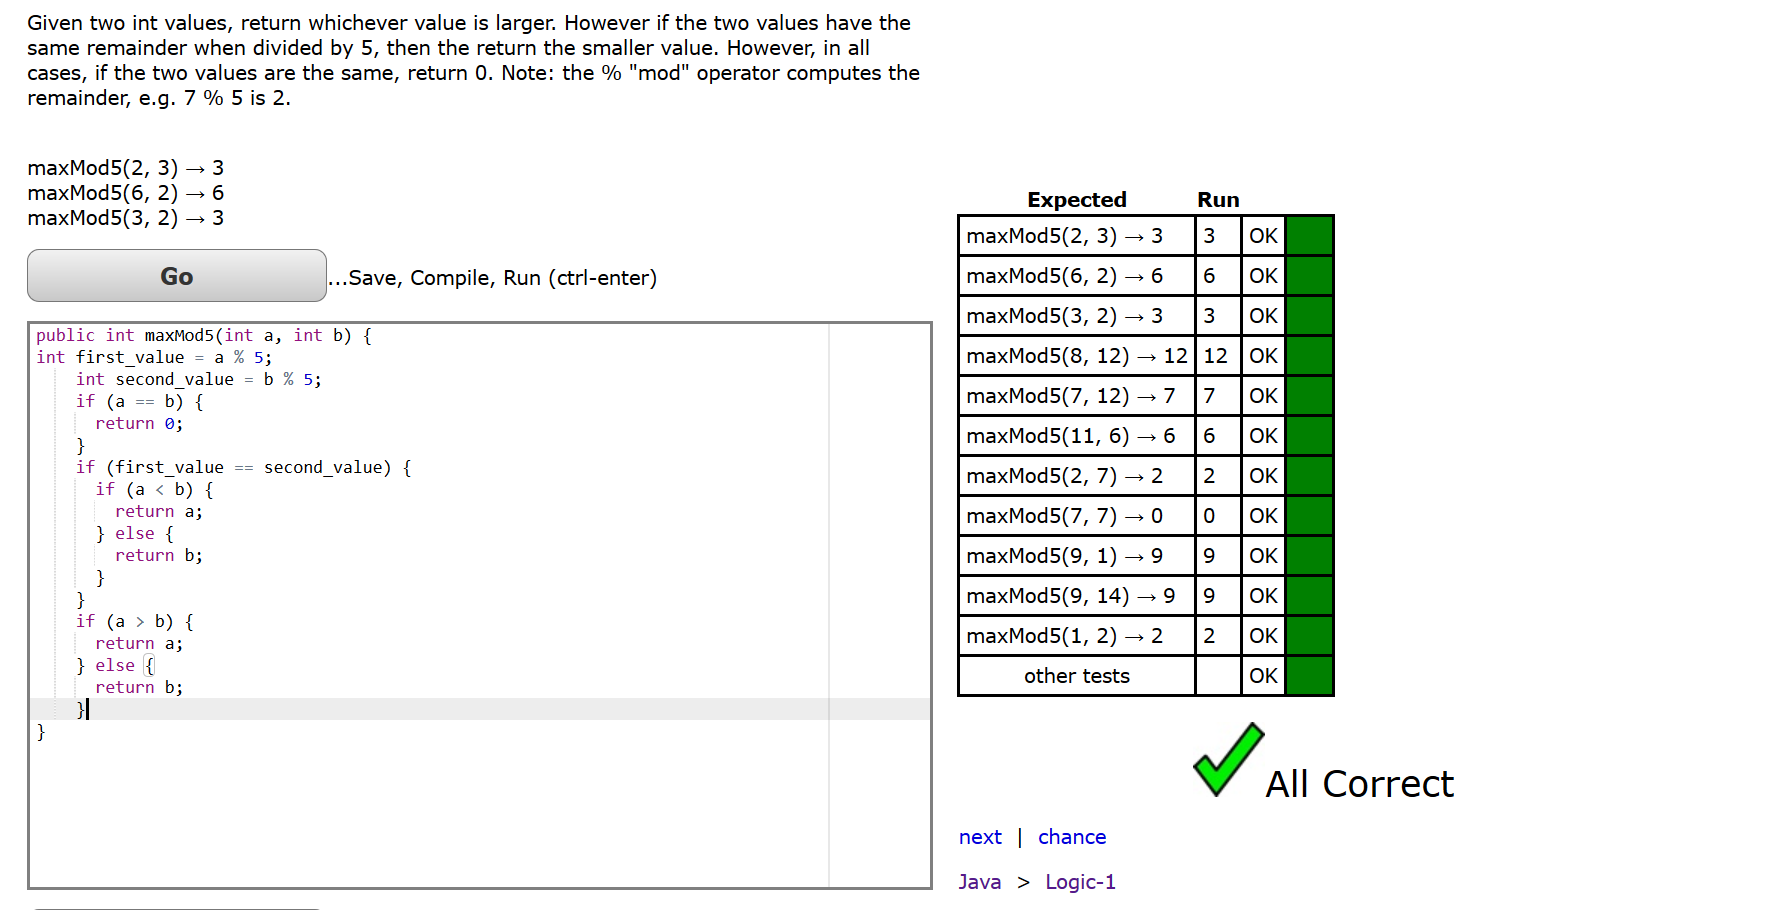 Given two int values, return whichever value is larger. However if the two values have the
same remainder when divided by 5, then the return the smaller value. However, in all
cases, if the two values are the same, return 0. Note: the % "mod" operator computes the
remainder, e.g. 7 % 5 is 2.
maxMod5(2, 3) → 3
maxMod5(6, 2) → 6
maxMod5(3, 2) → 3
Go ...Save, Compile, Run (ctrl-enter)
public int maxMod5(int a, int b) {
int first_value = a % 5;
    int second_value = b % 5;
    if (a == b) {
      return 0;
    }
    if (first_value == second_value) {
      if (a < b) {
        return a;
      } else {
        return b;
      }
    }
    if (a > b) {
      return a;
    } else {
      return b;
    }
}
Expected Run
maxMod5(2, 3) → 3 3 OK
maxMod5(6, 2) → 6 6 OK
maxMod5(3, 2) → 3 3 OK
maxMod5(8, 12) → 12 12 OK
maxMod5(7, 12) → 7 7 OK
maxMod5(11, 6) → 6 6 OK
maxMod5(2, 7) → 2 2 OK
maxMod5(7, 7) → 0 0 OK
maxMod5(9, 1) → 9 9 OK
maxMod5(9, 14) → 9 9 OK
maxMod5(1, 2) → 2 2 OK
other tests OK
All Correct
next | chance
Java > Logic-1